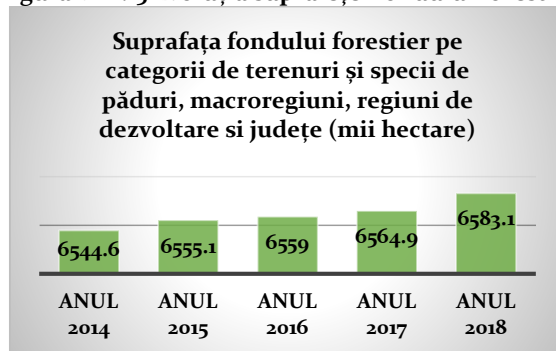 Suprafața fondului forestier pe
categorii de terenuri și specii de
păduri, macroregiuni, regiuni de
dezvoltare si județe (mii hectare)
6544.6 6555.1 6559 6564.9 6583.1
ANUL ANUL ANUL ANUL ANUL
2014 2015 2016 2017 2018